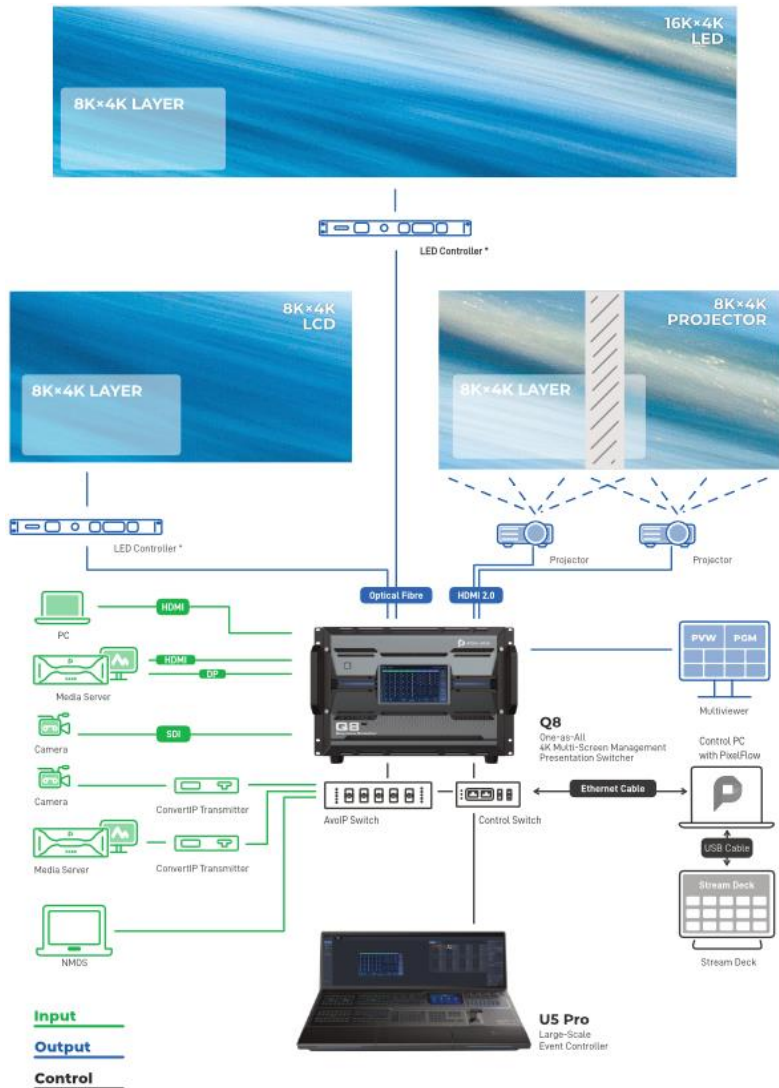 16K×4K
LED
8K×4K LAYER
LED Controller *
8K×4K
LCD
8K×4K LAYER
8K×4K
PROJECTOR
8K×4K LAYER
LED Controller *
Projector
Projector
Optical Fibre
HDMI 2.0
PC
HDMI
Media Server
HDMI
DP
Camera
SDI
Camera
ConvertIP Transmitter
Media Server
ConvertIP Transmitter
NMDS
Q8
Q8
One-as-All
4K Multi-Screen Management
Presentation Switcher
PVW
PGM
Multiviewer
Control PC
with PixelFlow
AvoIP Switch
Control Switch
Ethernet Cable
USB Cable
Stream Deck
Stream Deck
U5 Pro
Large-Scale
Event Controller
Input
Output
Control